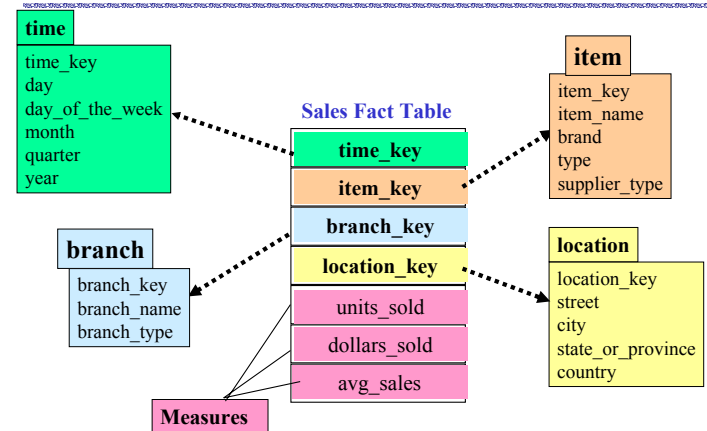 time
time_key
day
day_of_the_week
month
quarter
year
item
item_key
item_name
brand
type
supplier_type
Sales Fact Table
time_key
item_key
branch_key
location_key
units_sold
dollars_sold
avg_sales
branch
branch_key
branch_name
branch_type
location
location_key
street
city
state_or_province
country
Measures